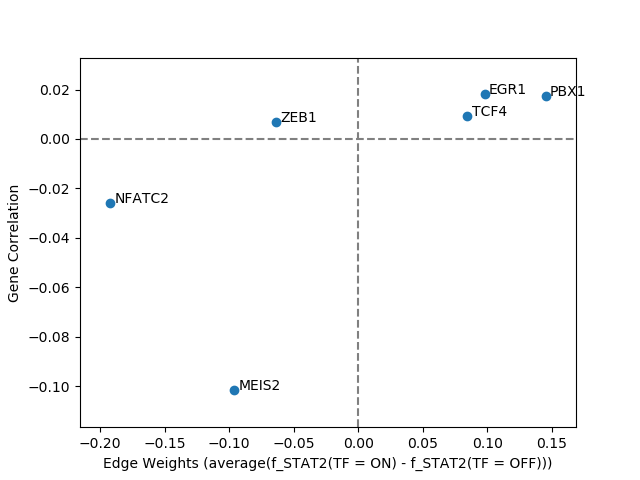 0.02
0.00
−0.02
−0.04
−0.06
−0.08
−0.10
Gene Correlation
EGR1
PBX1
TCF4
ZEB1
NFATC2
MEIS2
−0.20
−0.15
−0.10
−0.05
0.00
0.05
0.10
0.15
Edge Weights (average(f_STAT2(TF = ON) - f_STAT2(TF = OFF)))